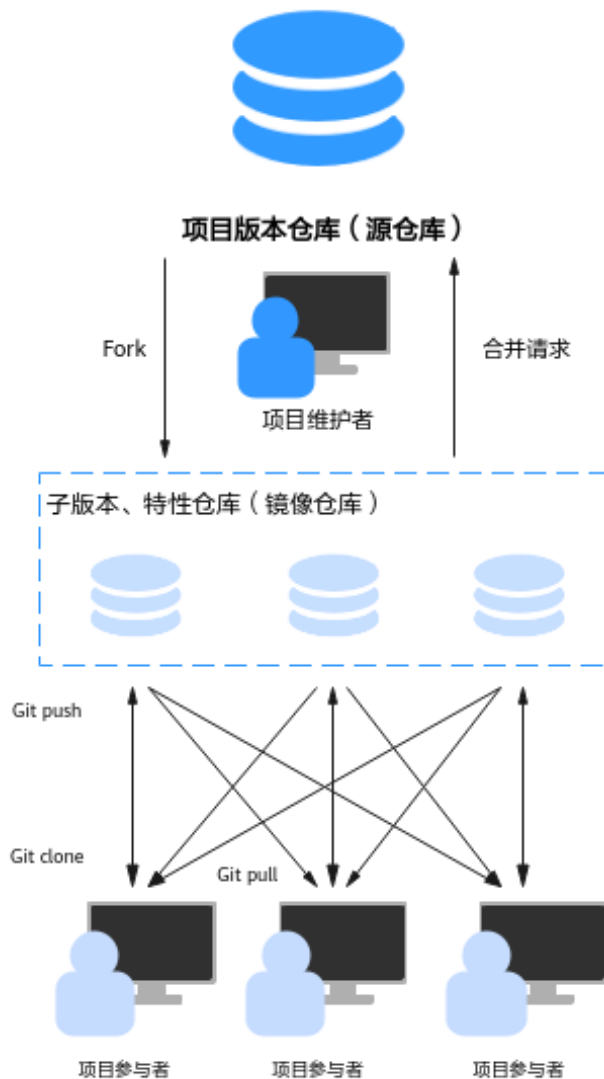 项目版本仓库（源仓库）
Fork
合并请求
项目维护者
子版本、特性仓库（镜像仓库）
Git push
Git clone
Git pull
项目参与者
项目参与者
项目参与者